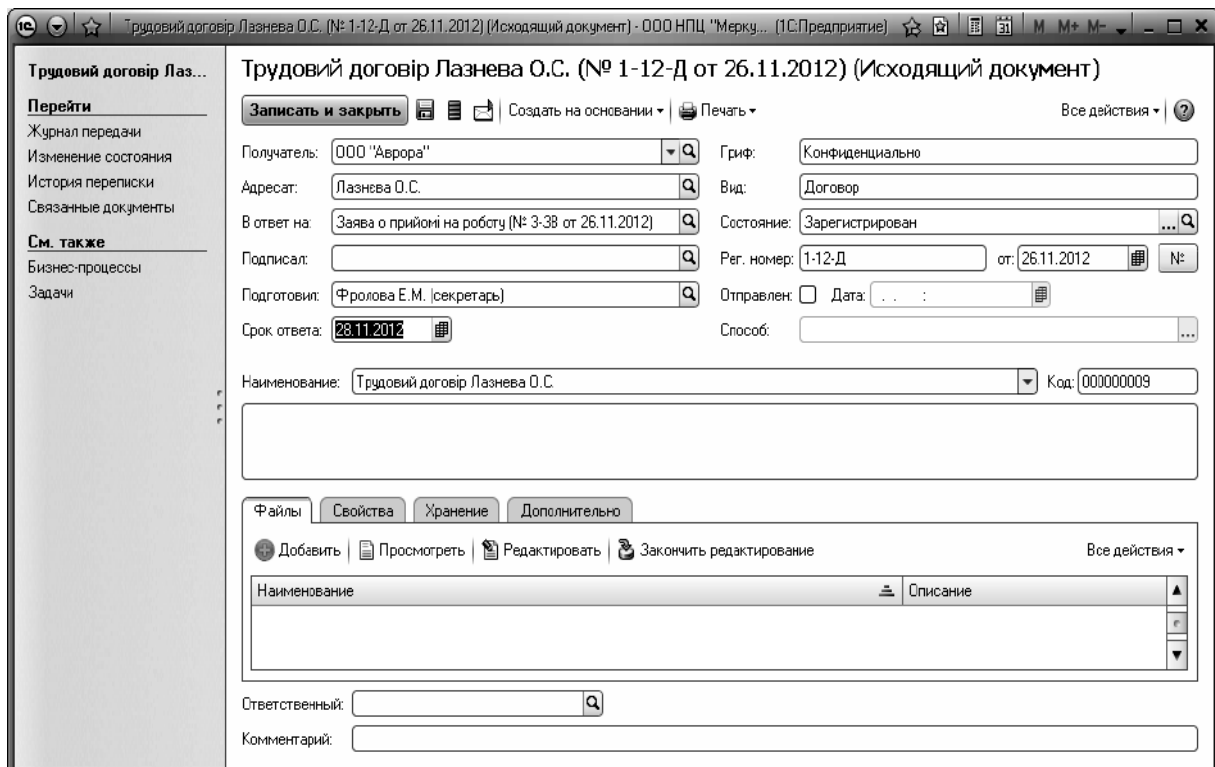 Трудовий договір Лазнева О.С. (№ 1-12-Д от 26.11.2012) (Исходящий документ) - ООО НПЦ "Мерку... (1С:Предприятие) 31 M M+ M-
Трудовий договір Лаз...
Перейти
Журнал передачи
Изменение состояния
История переписки
Связанные документы
См. также
Бизнес-процессы
Задачи
Трудовий договір Лазнева О.С. (№ 1-12-Д от 26.11.2012) (Исходящий документ)
Записать и закрыть Создать на основании Печать Все действия ?
Получатель: ООО "Аврора" Гриф: Конфиденциально
Адресат: Лазнєва О.С. Вид: Договор
В ответ на: Заява о прийомі на роботу (№ 3-ЗВ от 26.11.2012) Состояние: Зарегистрирован ...
Подписал: Рег. номер: 1-12-Д от: 26.11.2012 №
Подготовил: Фролова Е.М. (секретарь) Отправлен: Дата: . . :
Срок ответа: 28.11.2012 Способ: ...
Наименование: Трудовий договір Лазнева О.С. Код: 000000009
Файлы Свойства Хранение Дополнительно
Добавить Просмотреть Редактировать Закончить редактирование Все действия
Наименование Описание
Ответственный:
Комментарий: